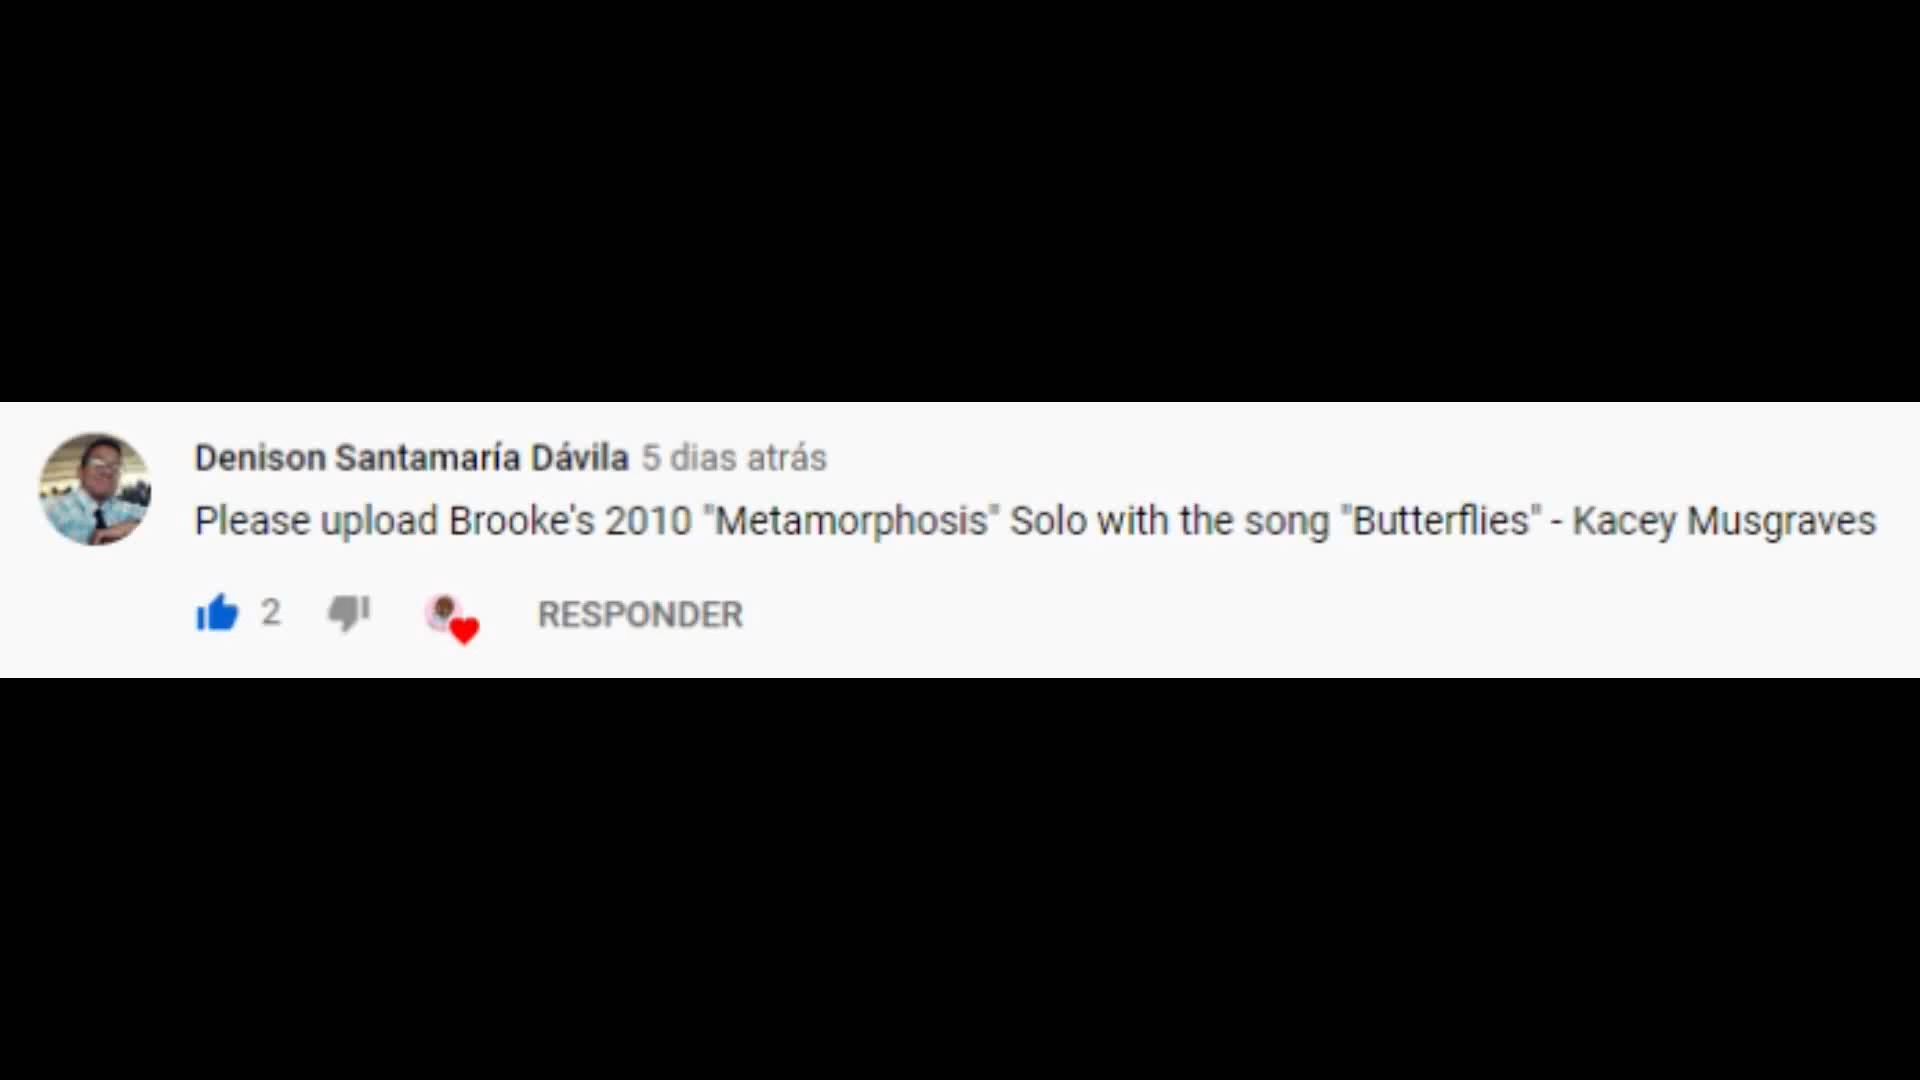 Denison Santamaría Dávila 5 dias atrás
Please upload Brooke's 2010 "Metamorphosis" Solo with the song "Butterflies" - Kacey Musgraves
2 RESPONDER